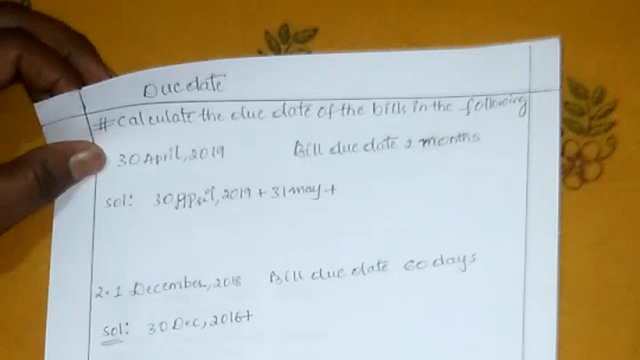 Due date
# Calculate the due date of the bills in the following
30 April, 2019 Bill due date 2 months
Sol: 30 April, 2019 + 31 may +
2. 1 December, 2018 Bill due date 60 days
Sol: 30 Dec, 2016 +